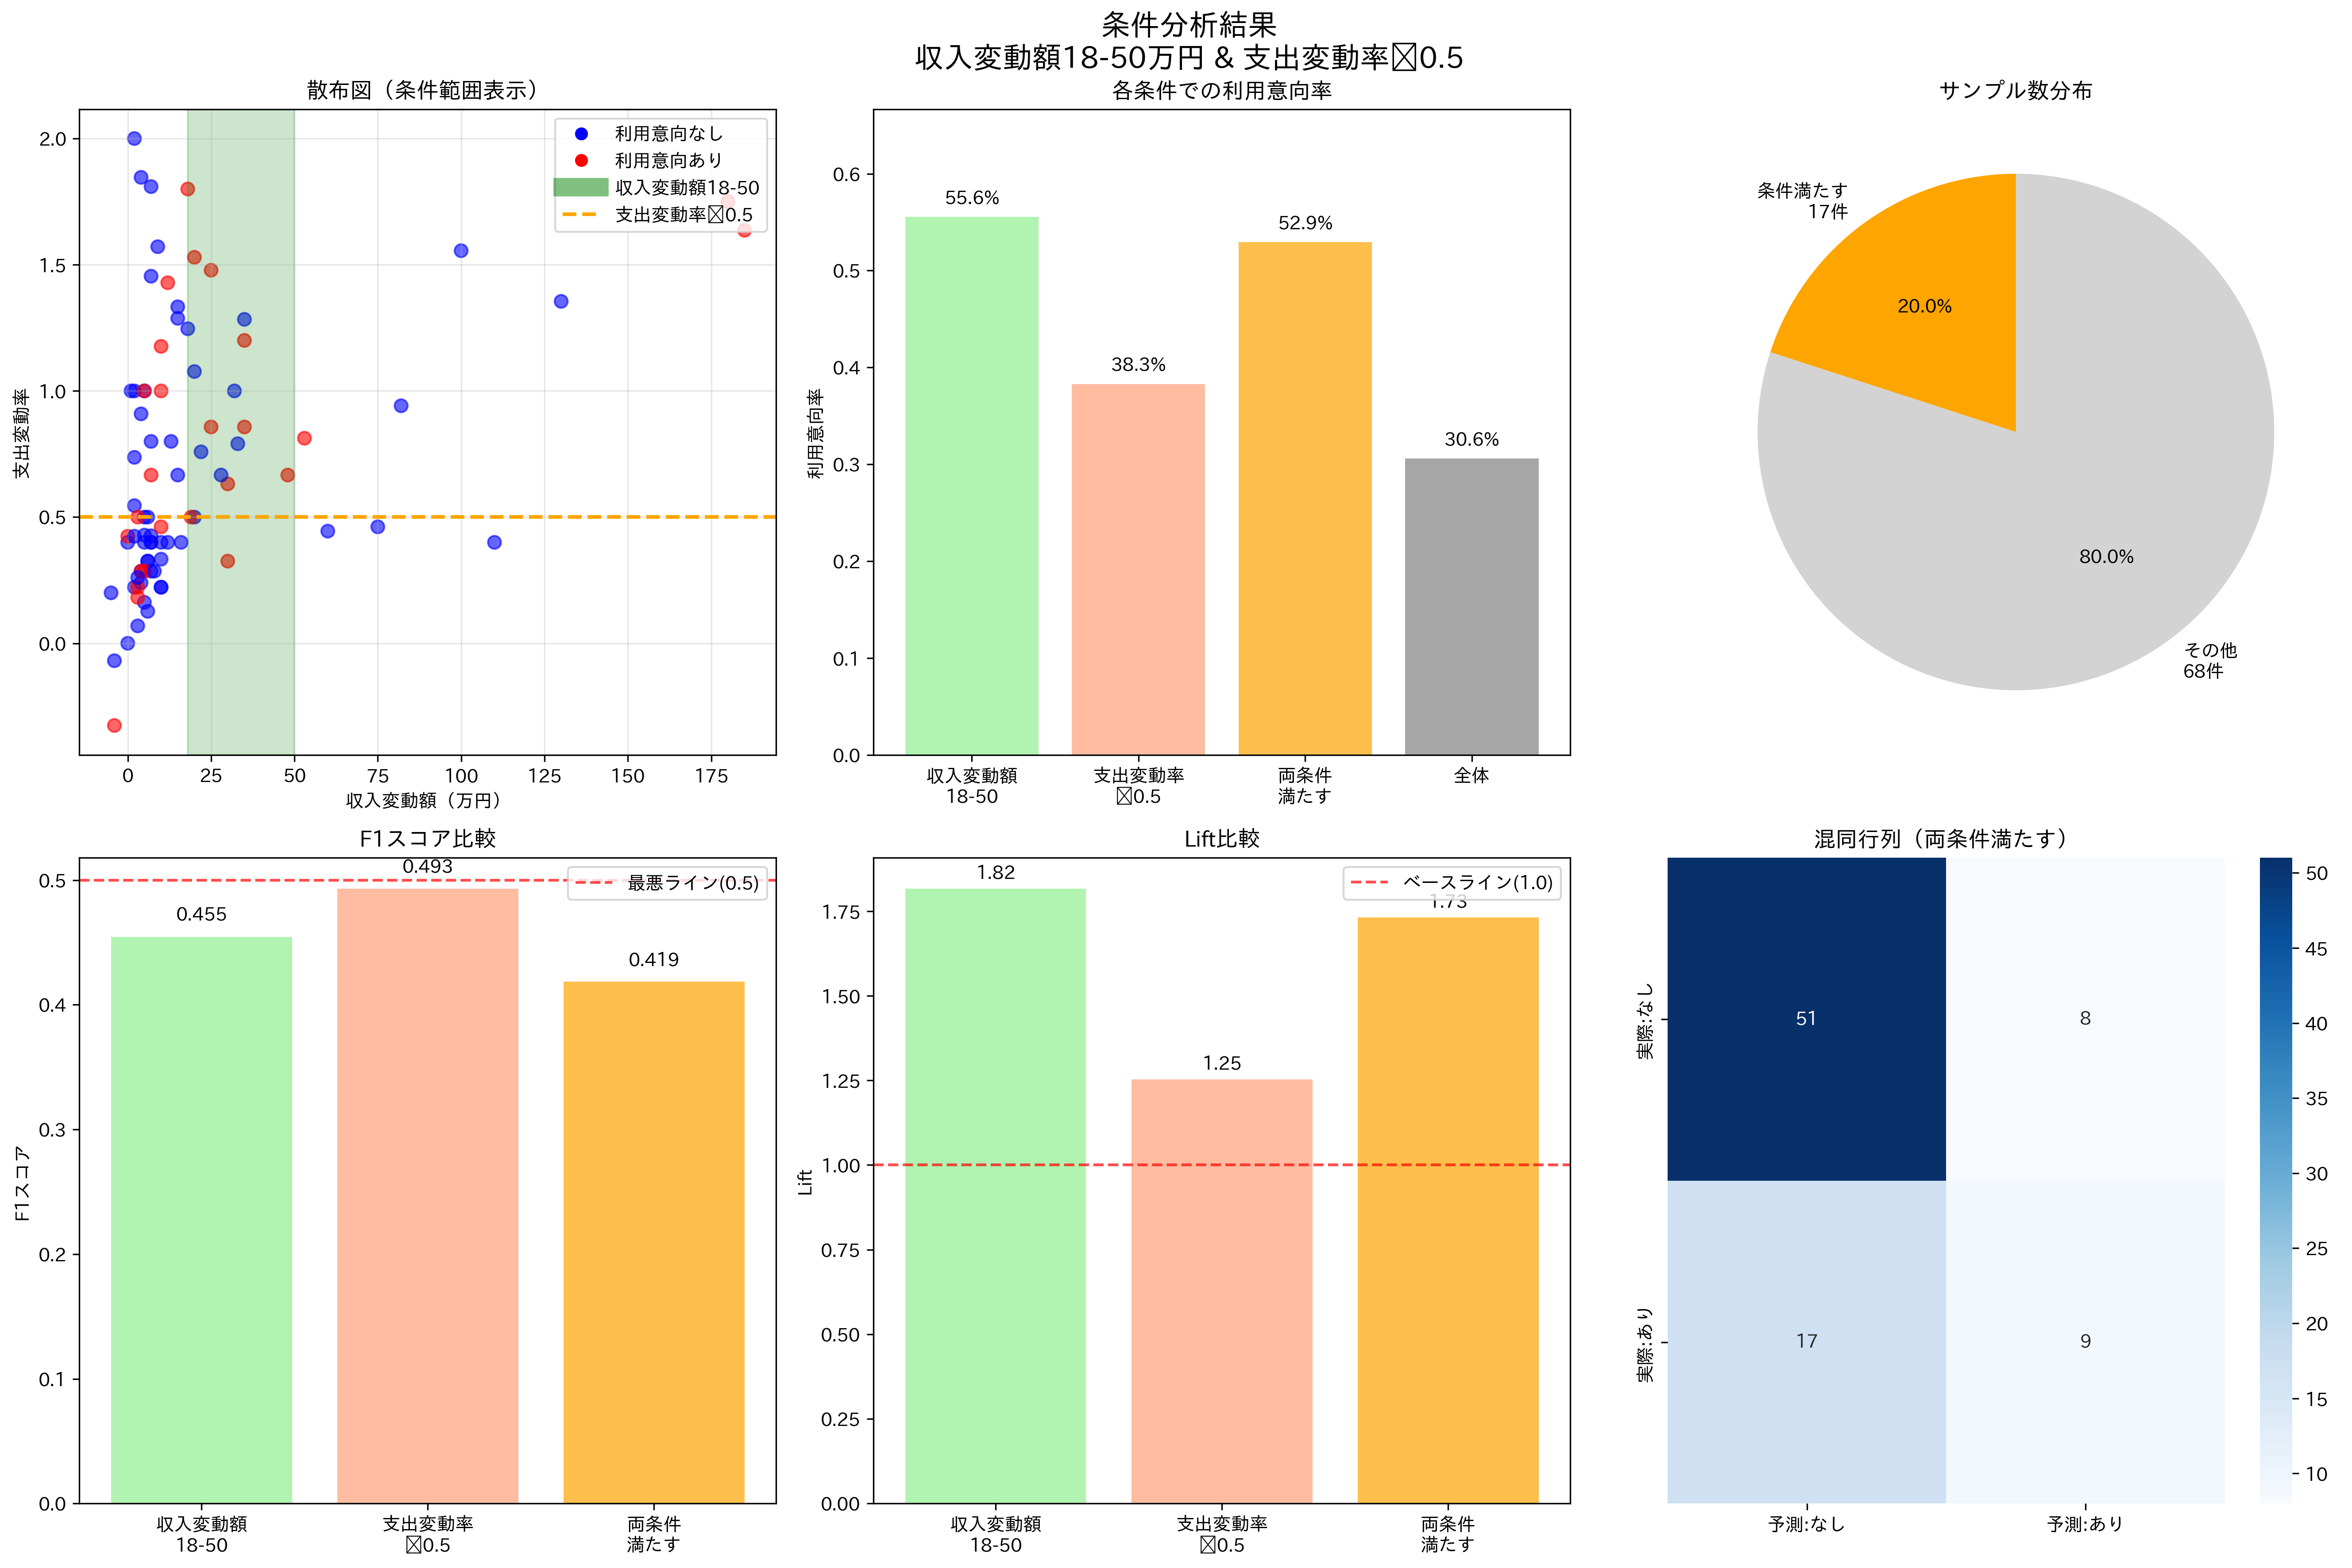 条件分析結果
収入変動額18-50万円 & 支出変動率☒0.5
散布図（条件範囲表示）
2.0
1.5
1.0
0.5
0.0
支出変動率
0
25
50
75
100
125
150
175
収入変動額（万円）
利用意向なし
利用意向あり
収入変動額18-50
支出変動率☒0.5
各条件での利用意向率
0.6
0.5
0.4
0.3
0.2
0.1
0.0
利用意向率
55.6%
38.3%
52.9%
30.6%
収入変動額
18-50
支出変動率
☒0.5
両条件
満たす
全体
サンプル数分布
条件満たす
17件
20.0%
80.0%
その他
68件
F1スコア比較
0.5
0.4
0.3
0.2
0.1
0.0
F1スコア
0.455
0.493
0.419
最悪ライン(0.5)
収入変動額
18-50
支出変動率
☒0.5
両条件
満たす
Lift比較
1.75
1.50
1.25
1.00
0.75
0.50
0.25
0.00
Lift
1.82
1.25
1.73
ベースライン(1.0)
収入変動額
18-50
支出変動率
☒0.5
両条件
満たす
混同行列（両条件満たす）
実際:なし
実際:あり
51
8
17
9
予測:なし
予測:あり
50
45
40
35
30
25
20
15
10